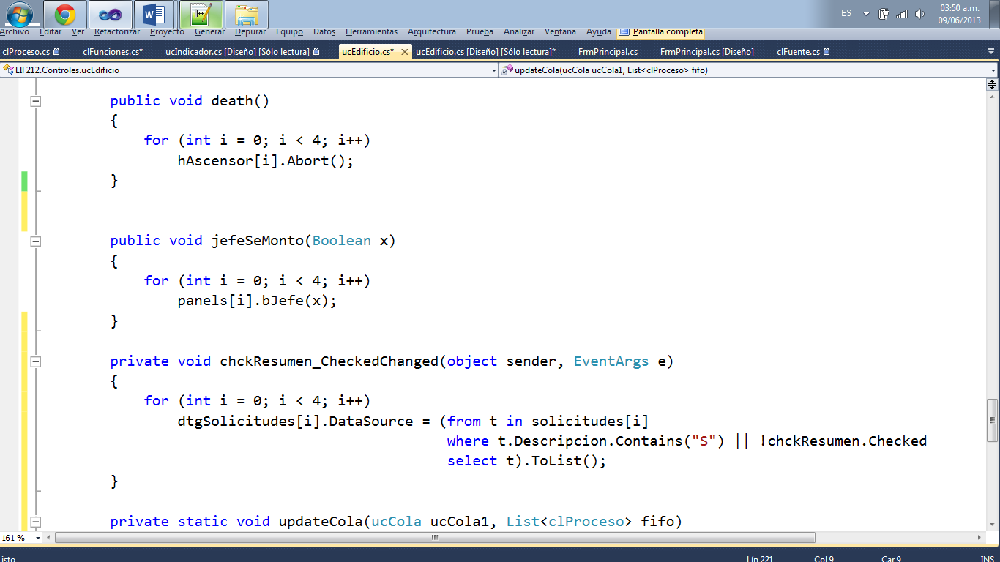 ES
03:50 a.m.
09/06/2013
Archivo Editar Ver Refactorizar Proyecto Generar Depurar Equipo Datos Herramientas Arquitectura Prueba Analizar Ventana Ayuda Pantalla completa
clProceso.cs clFunciones.cs* ucIndicador.cs [Diseño] [Sólo lectura] ucEdificio.cs* ucEdificio.cs [Diseño] [Sólo lectura]* FrmPrincipal.cs FrmPrincipal.cs [Diseño] clFuente.cs
EIF212.Controles.ucEdificio updateCola(ucCola ucCola1, List<clProceso> fifo)
public void death()
{
for (int i = 0; i < 4; i++)
hAscensor[i].Abort();
}
public void jefeSeMonto(Boolean x)
{
for (int i = 0; i < 4; i++)
panels[i].bJefe(x);
}
private void chckResumen_CheckedChanged(object sender, EventArgs e)
{
for (int i = 0; i < 4; i++)
dtgSolicitudes[i].DataSource = (from t in solicitudes[i]
where t.Descripcion.Contains("S") || !chckResumen.Checked
select t).ToList();
}
private static void updateCola(ucCola ucCola1, List<clProceso> fifo)
161 %
isto Lín 221 Col 9 Car 9 INS